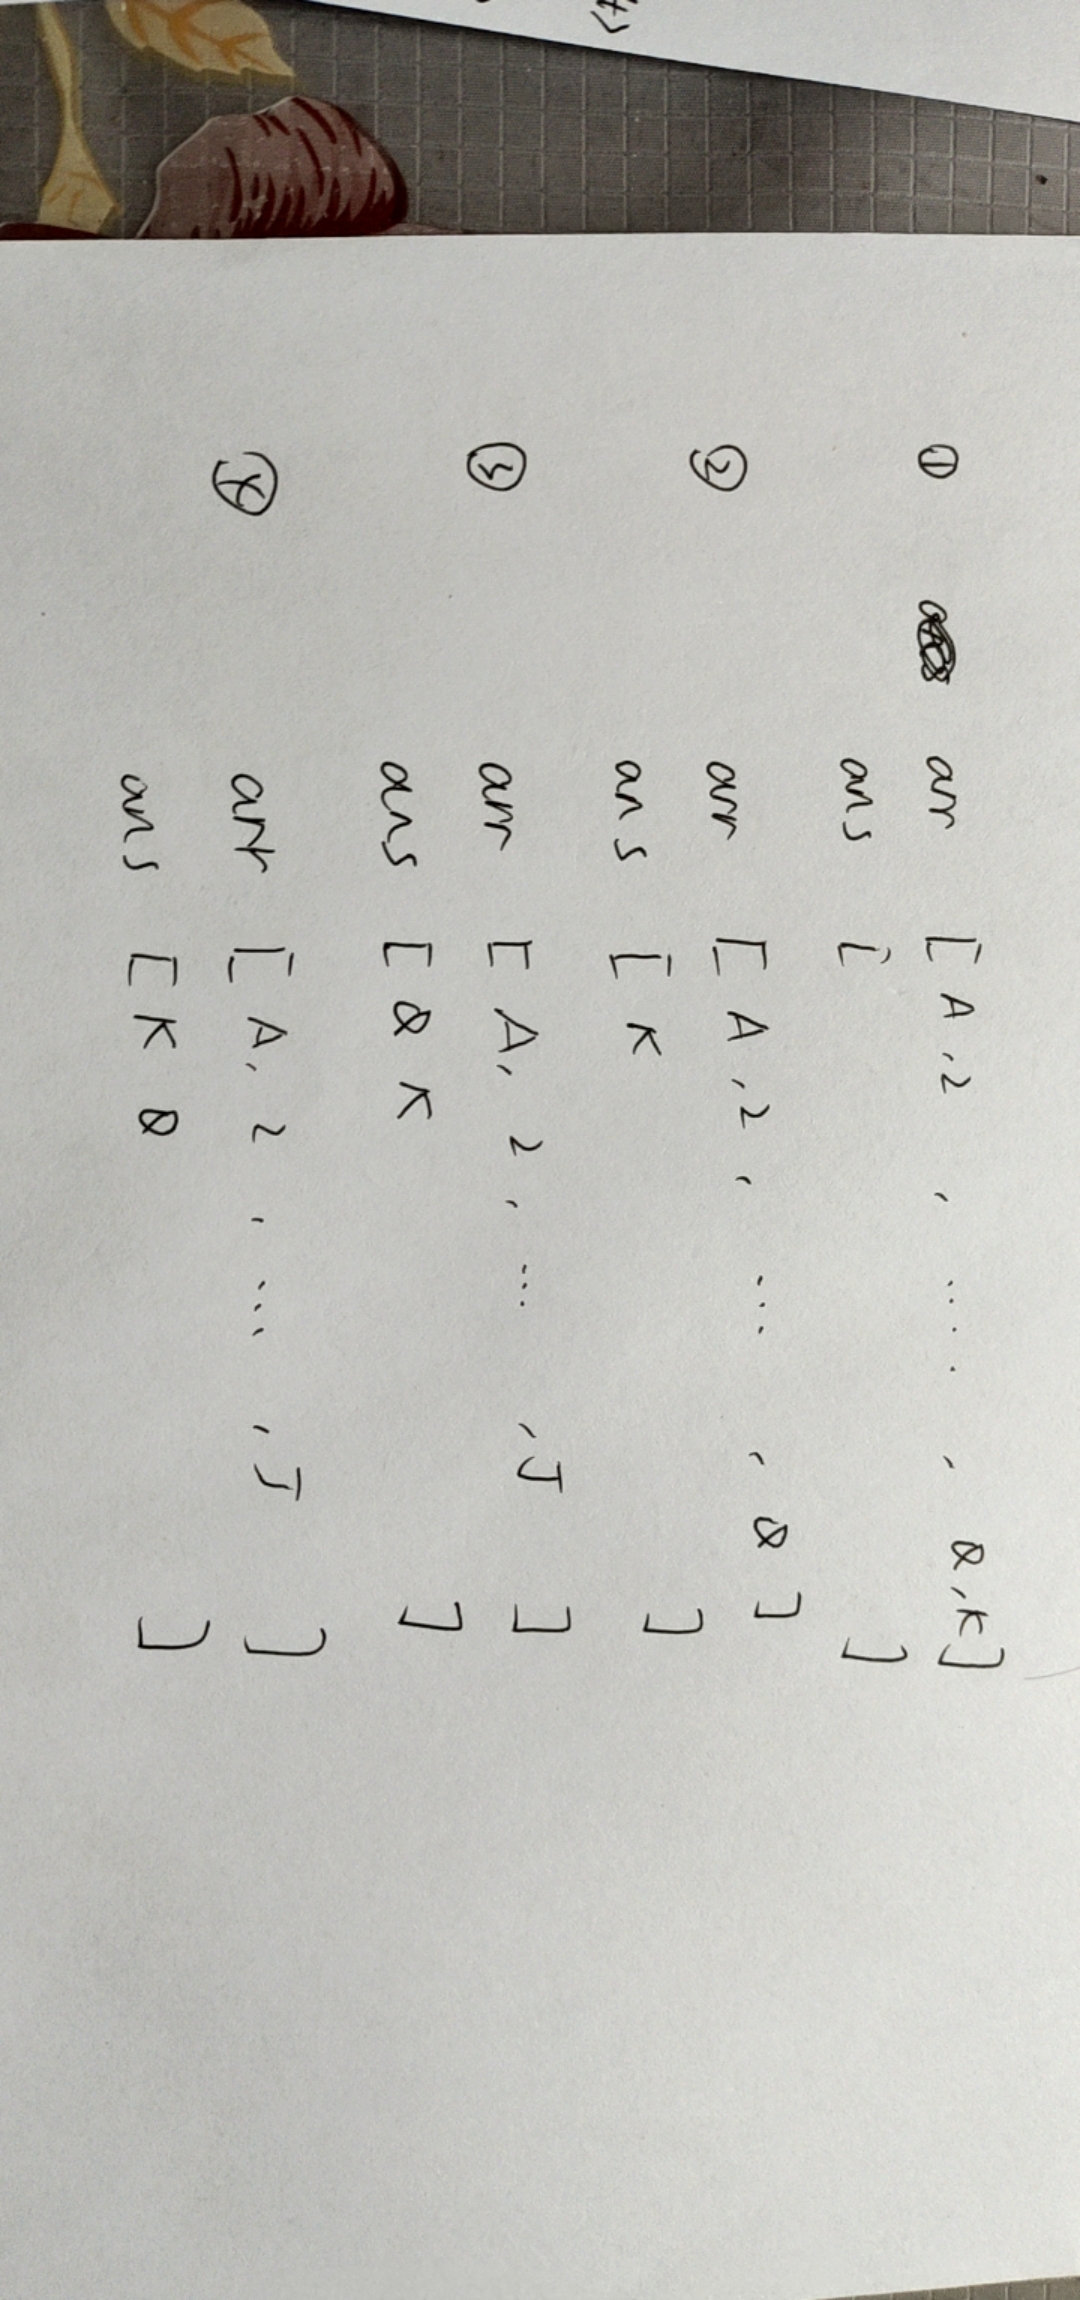 ① arr [ A , 2 , .... , Q , K ]
ans [ ]
② arr [ A , 2 , ... , Q ]
ans [ K ]
③ arr [ A , 2 , ... , J ]
ans [ Q K ]
④ arr [ A , 2 , ... , J ]
ans [ K Q ]
t>